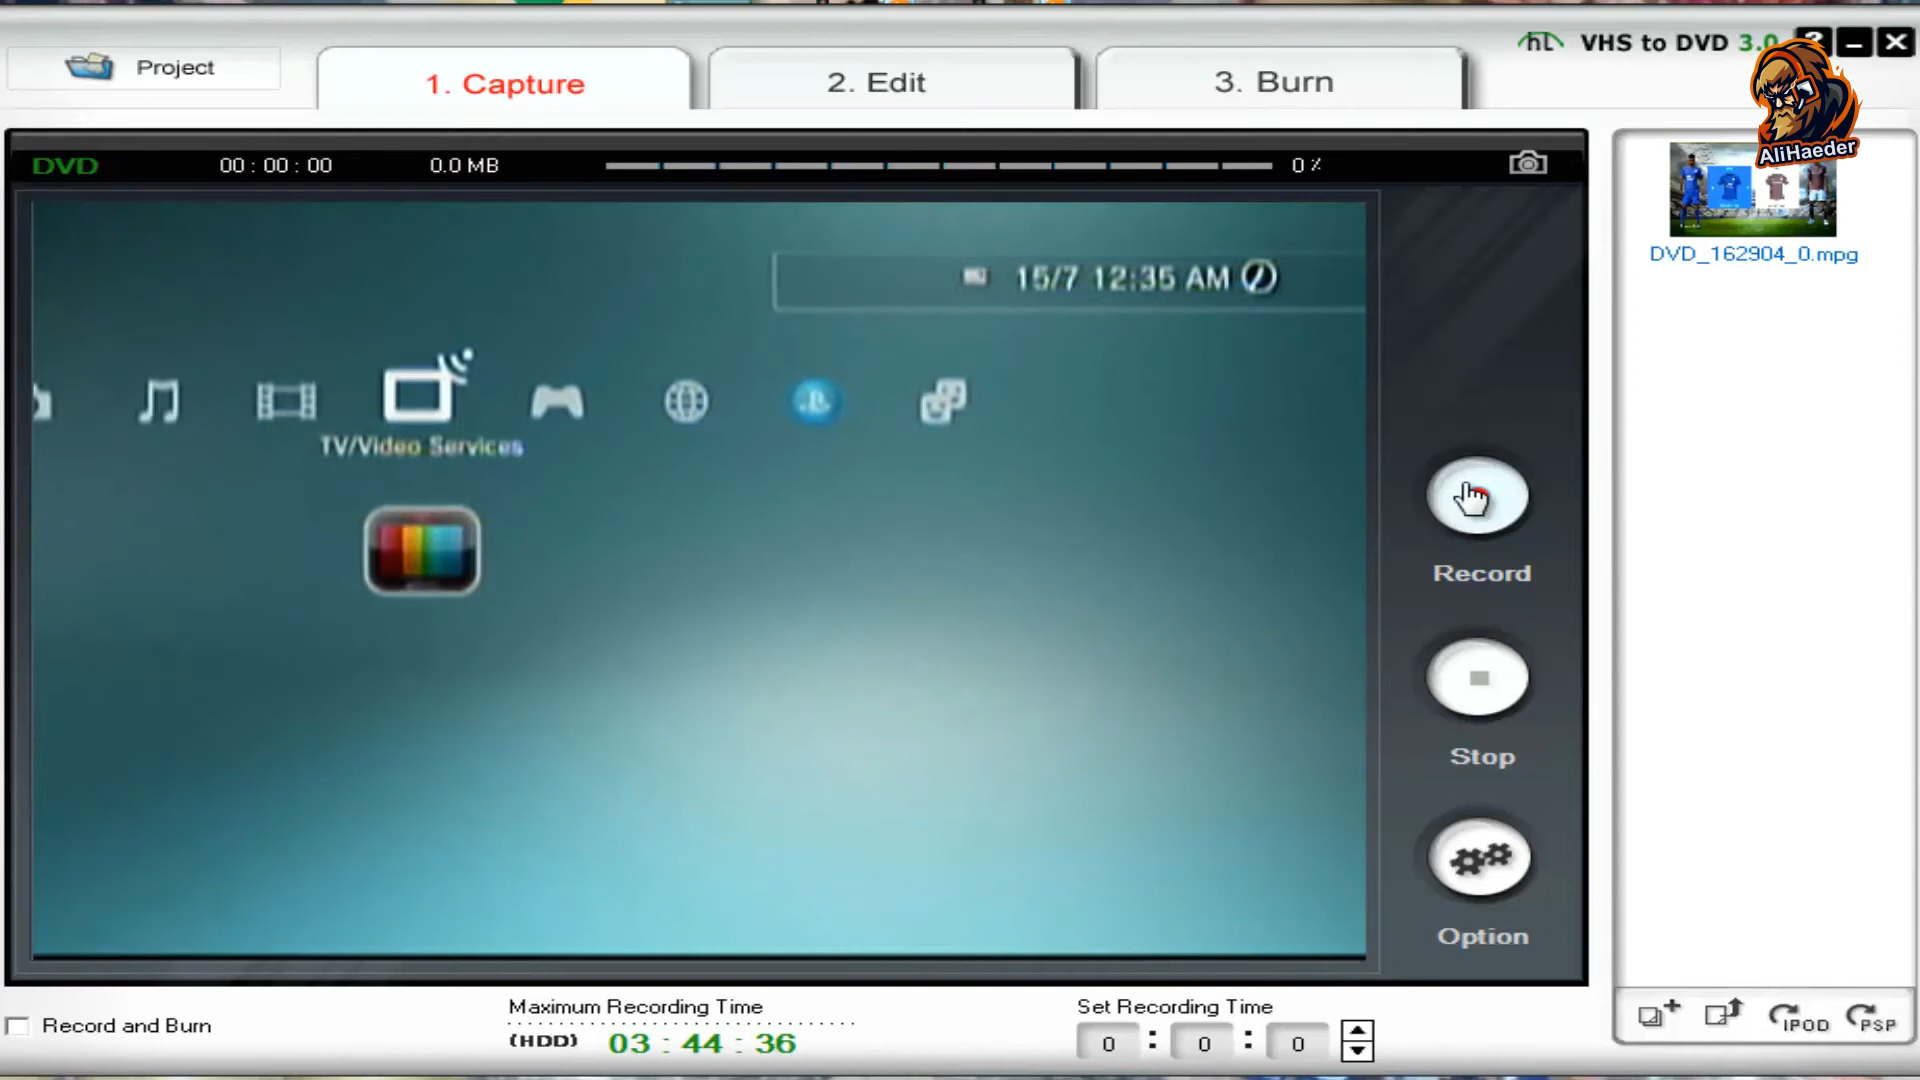 Project
1. Capture
2. Edit
3. Burn
hL VHS to DVD 3.0 ?
AliHaeder
DVD 00 : 00 : 00 0.0 MB 0 %
DVD_162904_0.mpg
15/7 12:35 AM
TV/Video Services
Record
Stop
Option
Record and Burn
Maximum Recording Time
(HDD) 03 : 44 : 36
Set Recording Time
0 : 0 : 0
IPOD
PSP